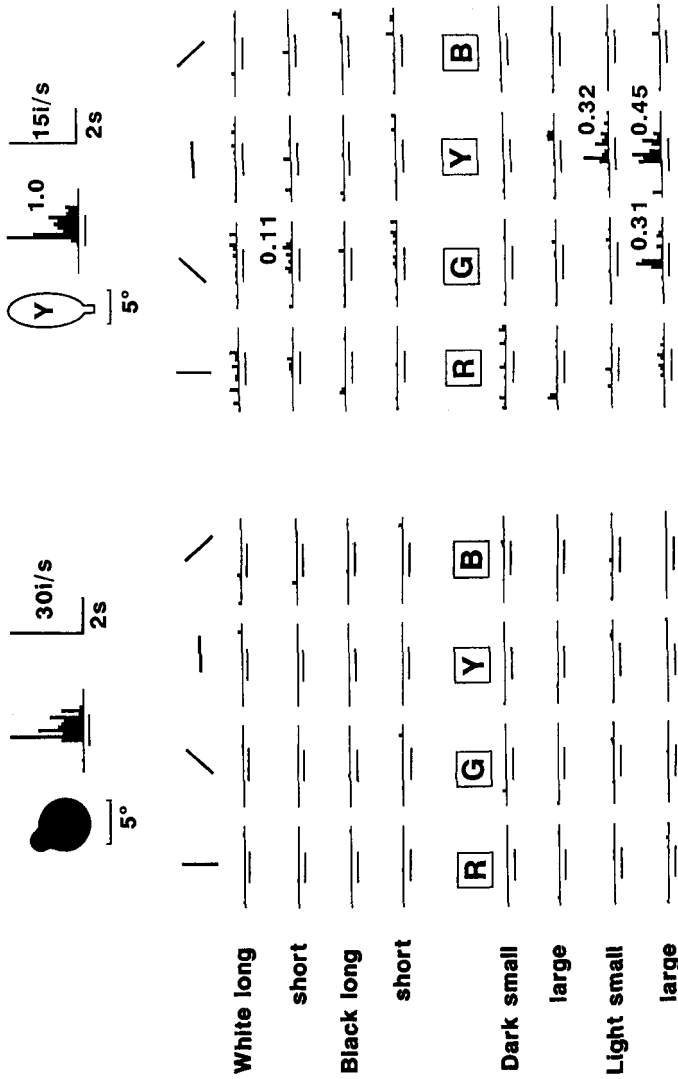 30i/s
2s
5°
Y
1.0
15i/s
2s
5°
White long
short
0.11
Black long
short
R G Y B R G Y B
Dark small
large
Light small
0.32
large
0.31 0.45